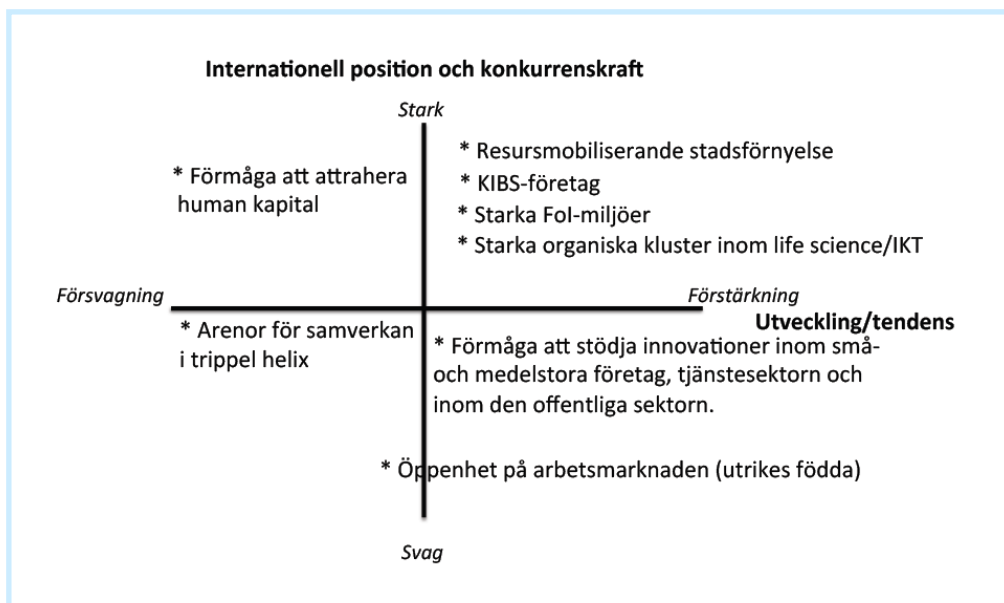 Internationell position och konkurrenskraft
Stark
* Förmåga att attrahera
human kapital
* Resursmobiliserande stadsförnyelse
* KIBS-företag
* Starka FoI-miljöer
* Starka organiska kluster inom life science/IKT
Försvagning
Förstärkning
Utveckling/tendens
* Arenor för samverkan
i trippel helix
* Förmåga att stödja innovationer inom små-
och medelstora företag, tjänstesektorn och
inom den offentliga sektorn.
* Öppenhet på arbetsmarknaden (utrikes födda)
Svag